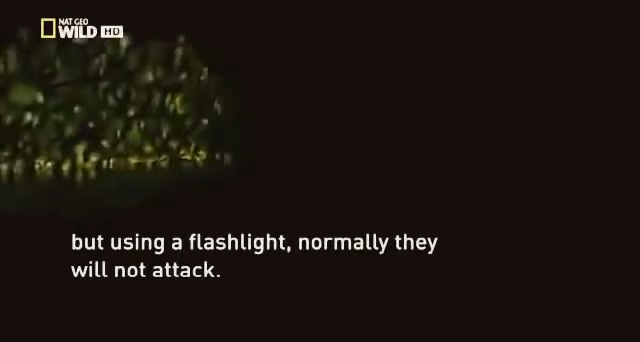 NAT GEO
WILD HD
but using a flashlight, normally they
will not attack.